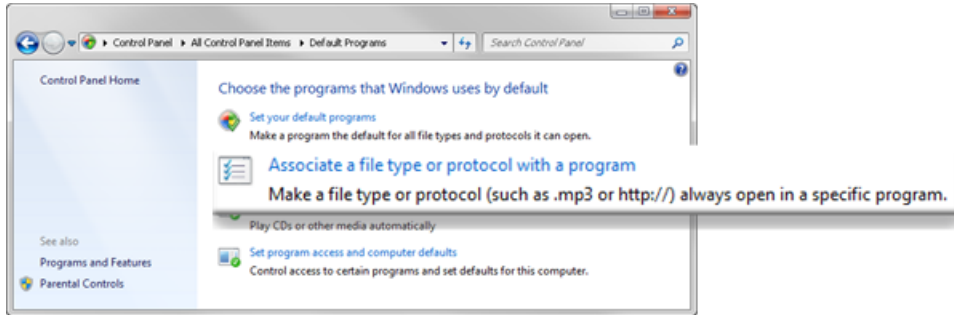 Control Panel ▸ All Control Panel Items ▸ Default Programs
Search Control Panel
Control Panel Home
Choose the programs that Windows uses by default
Set your default programs
Make a program the default for all file types and protocols it can open.
Associate a file type or protocol with a program
Make a file type or protocol (such as .mp3 or http://) always open in a specific program.
Play CDs or other media automatically
See also
Programs and Features
Parental Controls
Set program access and computer defaults
Control access to certain programs and set defaults for this computer.